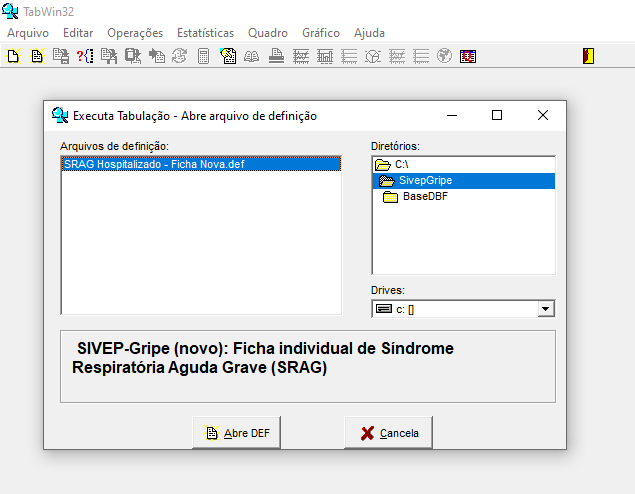 TabWin32
Arquivo Editar Operações Estatísticas Quadro Gráfico Ajuda
Executa Tabulação - Abre arquivo de definição
Arquivos de definição:
SRAG Hospitalizado - Ficha Nova.def
Diretórios:
C:\
SivepGripe
BaseDBF
Drives:
c: []
SIVEP-Gripe (novo): Ficha individual de Síndrome
Respiratória Aguda Grave (SRAG)
Abre DEF
Cancela